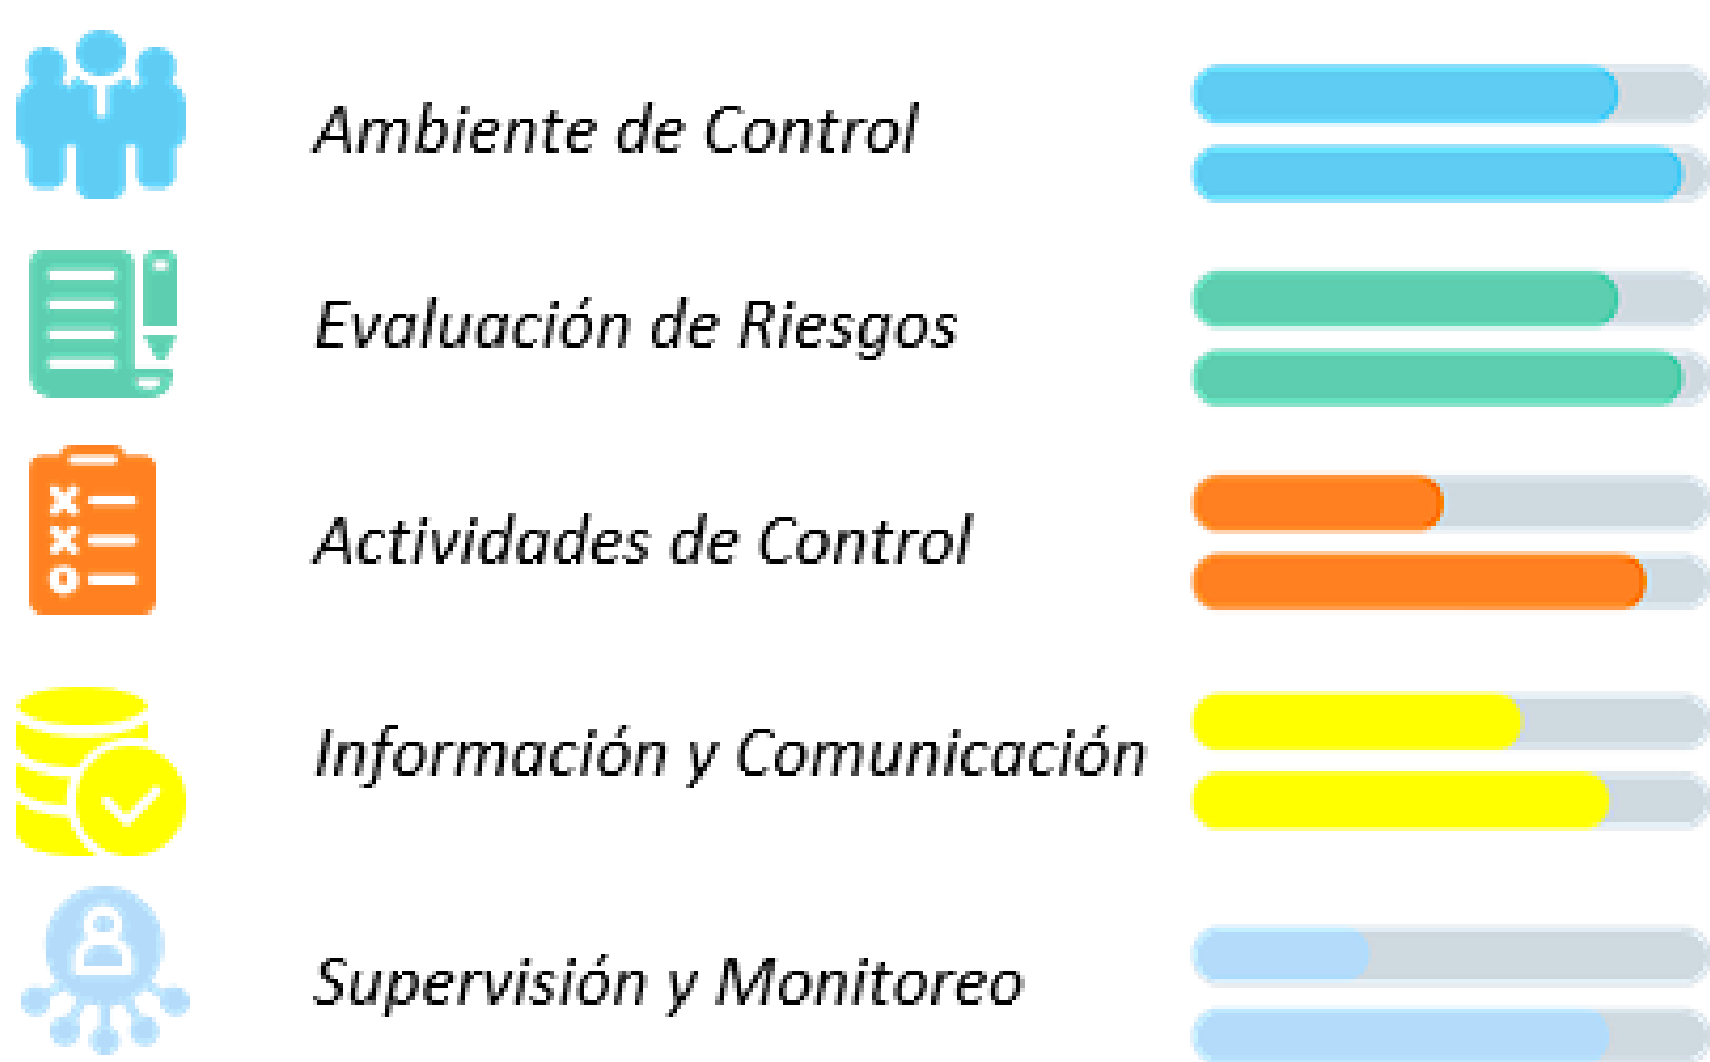 Ambiente de Control
Evaluación de Riesgos
Actividades de Control
Información y Comunicación
Supervisión y Monitoreo